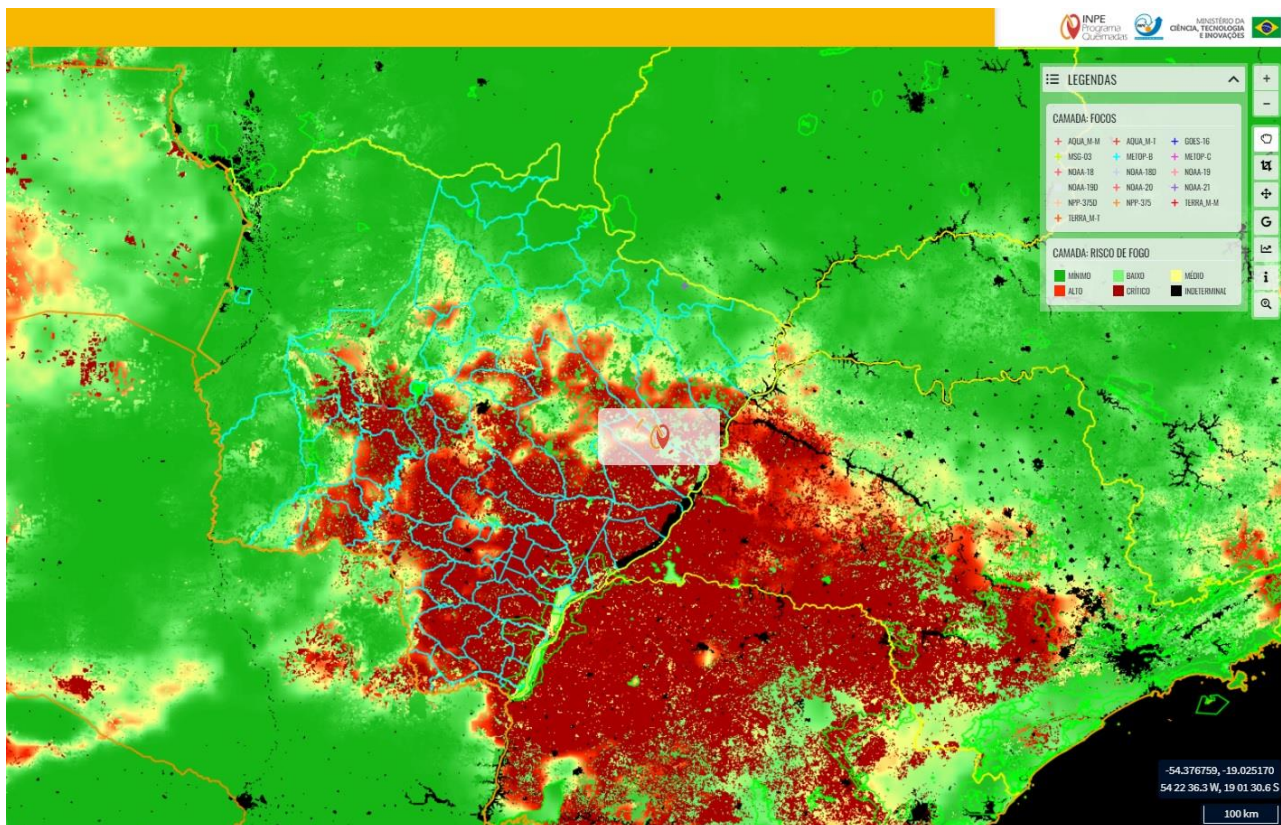 INPE
Programa
Queimadas
MINISTÉRIO DA
CIÊNCIA, TECNOLOGIA
E INOVAÇÕES
LEGENDAS
CAMADA: FOCOS
AQUA_M-M
AQUA_M-T
GOES-16
MSG-03
METOP-B
METOP-C
NOAA-18
NOAA-18D
NOAA-19
NOAA-19D
NOAA-20
NOAA-21
NPP-375D
NPP-375
TERRA_M-M
TERRA_M-T
CAMADA: RISCO DE FOGO
MÍNIMO
BAIXO
MÉDIO
ALTO
CRÍTICO
INDETERMINAD
-54.376759, -19.025170
54 22 36.3 W, 19 01 30.6 S
100 km